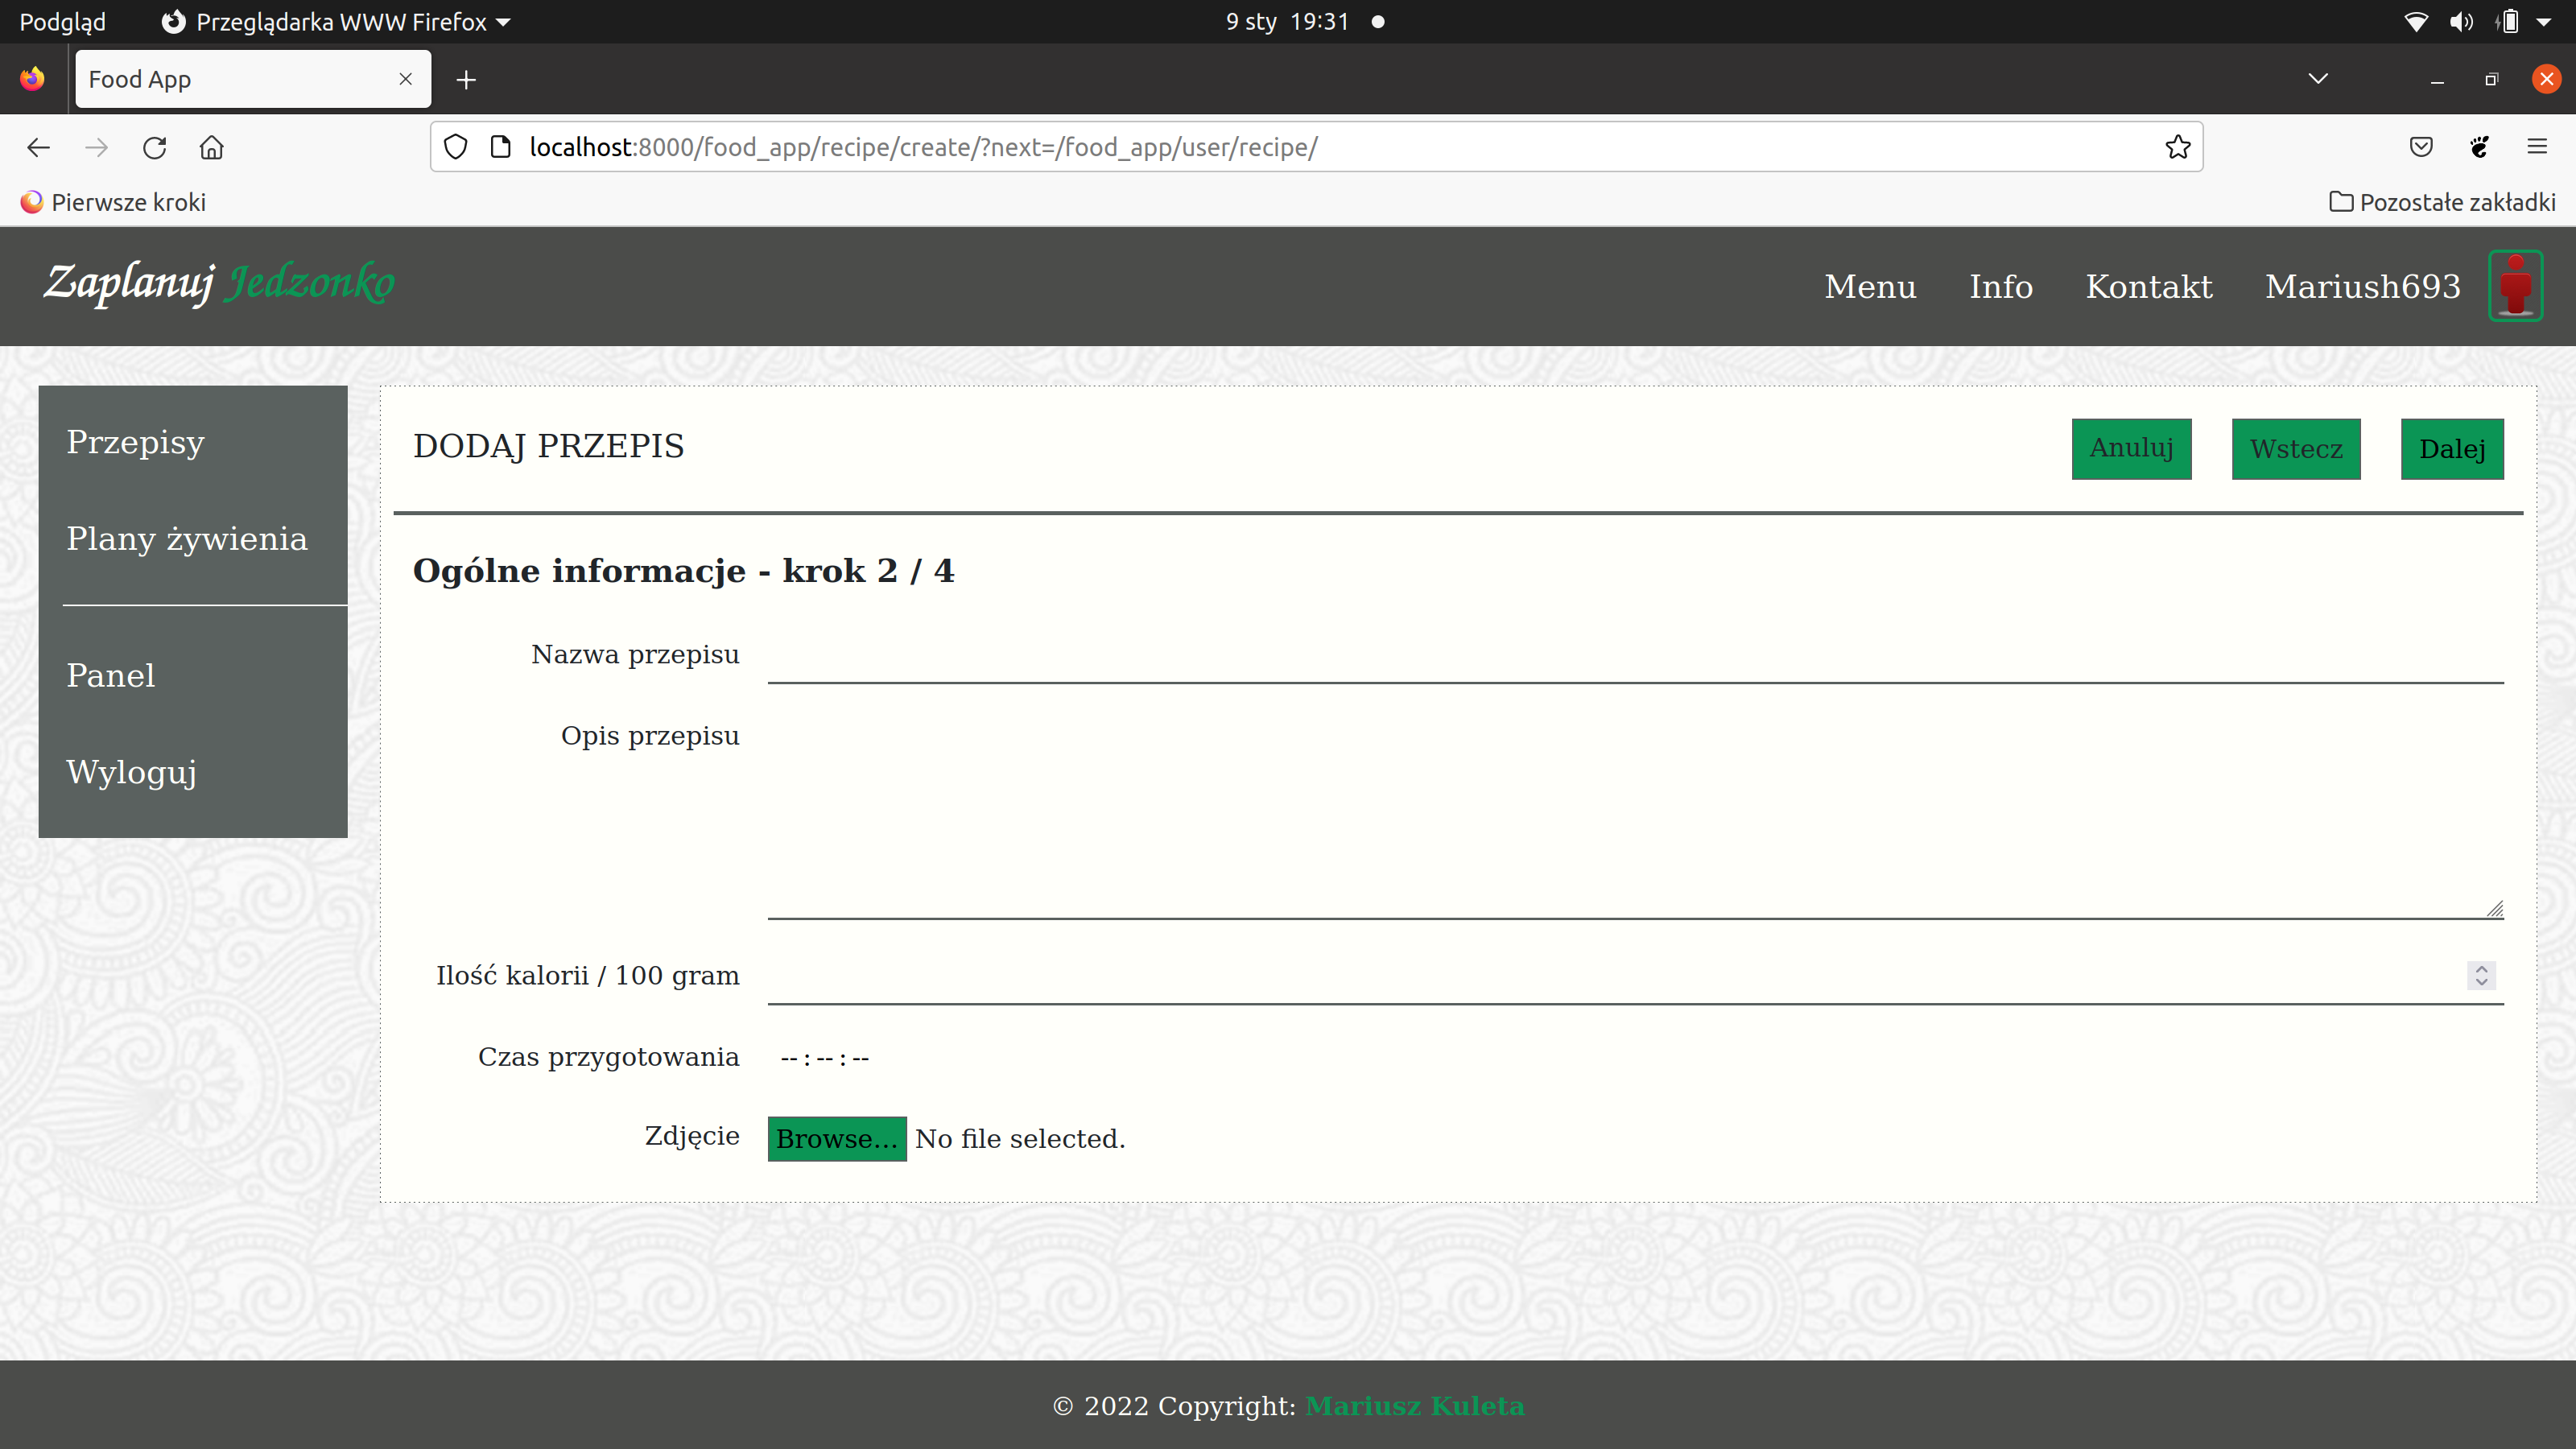 Podgląd Przeglądarka WWW Firefox 9 sty 19:31
Food App
localhost:8000/food_app/recipe/create/?next=/food_app/user/recipe/
Pierwsze kroki Pozostałe zakładki
Zaplanuj Jedzonko Menu Info Kontakt Mariush693
Przepisy
Plany żywienia
Panel
Wyloguj
DODAJ PRZEPIS Anuluj Wstecz Dalej
Ogólne informacje - krok 2 / 4
Nazwa przepisu
Opis przepisu
Ilość kalorii / 100 gram
Czas przygotowania -- : -- : --
Zdjęcie Browse... No file selected.
© 2022 Copyright: Mariusz Kuleta